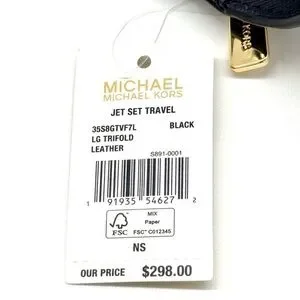 MICHAEL
MICHAEL KORS
JET SET TRAVEL
35S8GTVF7L BLACK
LG TRIFOLD
LEATHER
S891-0001
1 91935 54627 2
FSC
MIX
Paper
FSC™ C012345
NS
OUR PRICE $298.00